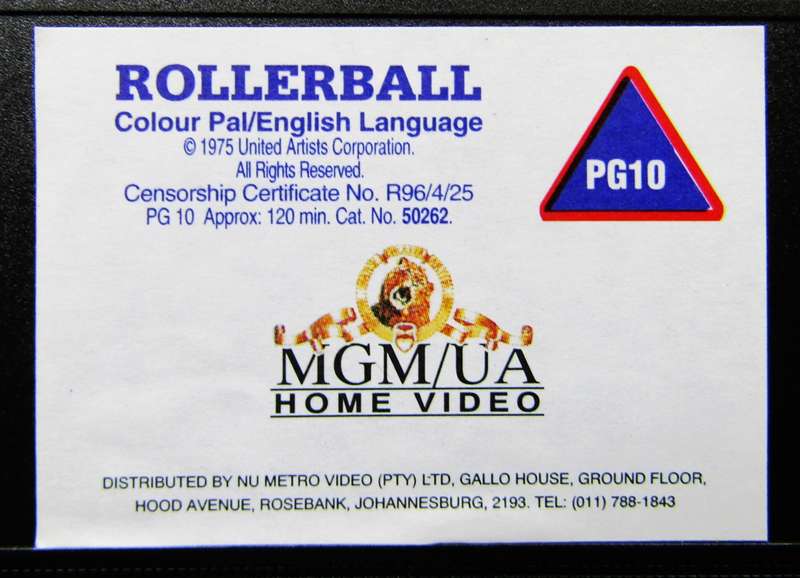 ROLLERBALL
Colour Pal/English Language
© 1975 United Artists Corporation.
All Rights Reserved.
Censorship Certificate No. R96/4/25
PG 10 Approx: 120 min. Cat. No. 50262.
PG10
MGM/UA
HOME VIDEO
DISTRIBUTED BY NU METRO VIDEO (PTY) LTD, GALLO HOUSE, GROUND FLOOR,
HOOD AVENUE, ROSEBANK, JOHANNESBURG, 2193. TEL: (011) 788-1843